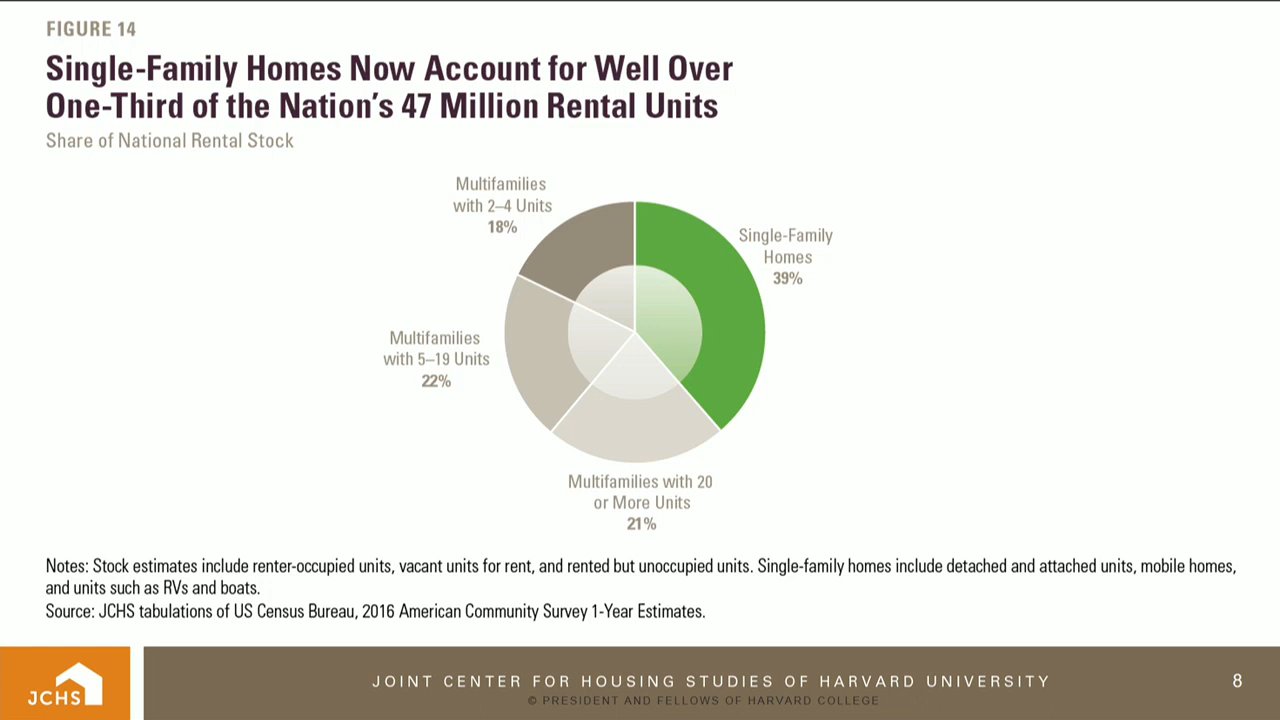 FIGURE 14
Single-Family Homes Now Account for Well Over
One-Third of the Nation's 47 Million Rental Units
Share of National Rental Stock
Multifamilies
with 2–4 Units
18%
Single-Family
Homes
39%
Multifamilies
with 5–19 Units
22%
Multifamilies with 20
or More Units
21%
Notes: Stock estimates include renter-occupied units, vacant units for rent, and rented but unoccupied units. Single-family homes include detached and attached units, mobile homes,
and units such as RVs and boats.
Source: JCHS tabulations of US Census Bureau, 2016 American Community Survey 1-Year Estimates.
JCHS
JOINT CENTER FOR HOUSING STUDIES OF HARVARD UNIVERSITY
© PRESIDENT AND FELLOWS OF HARVARD COLLEGE
8